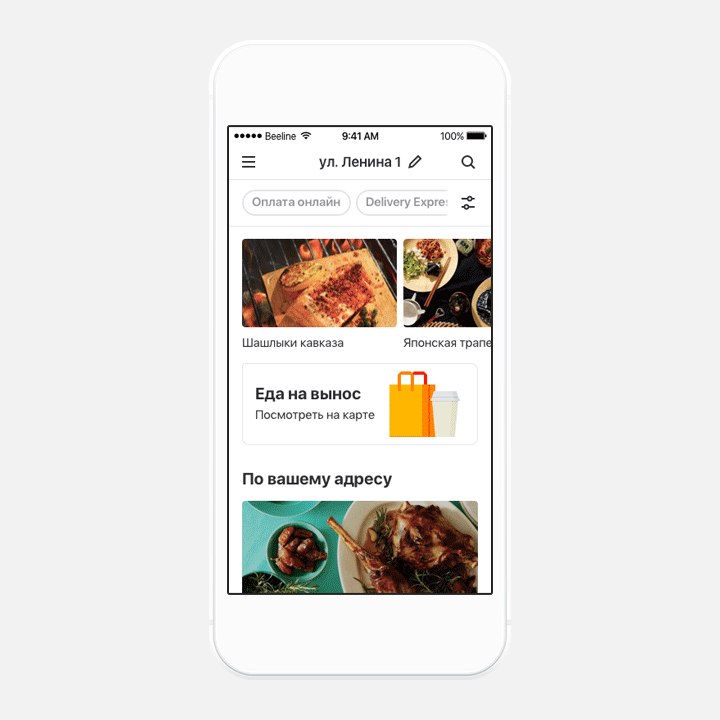 Beeline 9:41 AM 100%
ул. Ленина 1
Оплата онлайн Delivery Expres
Шашлыки кавказа Японская трапе
Еда на вынос
Посмотреть на карте
По вашему адресу